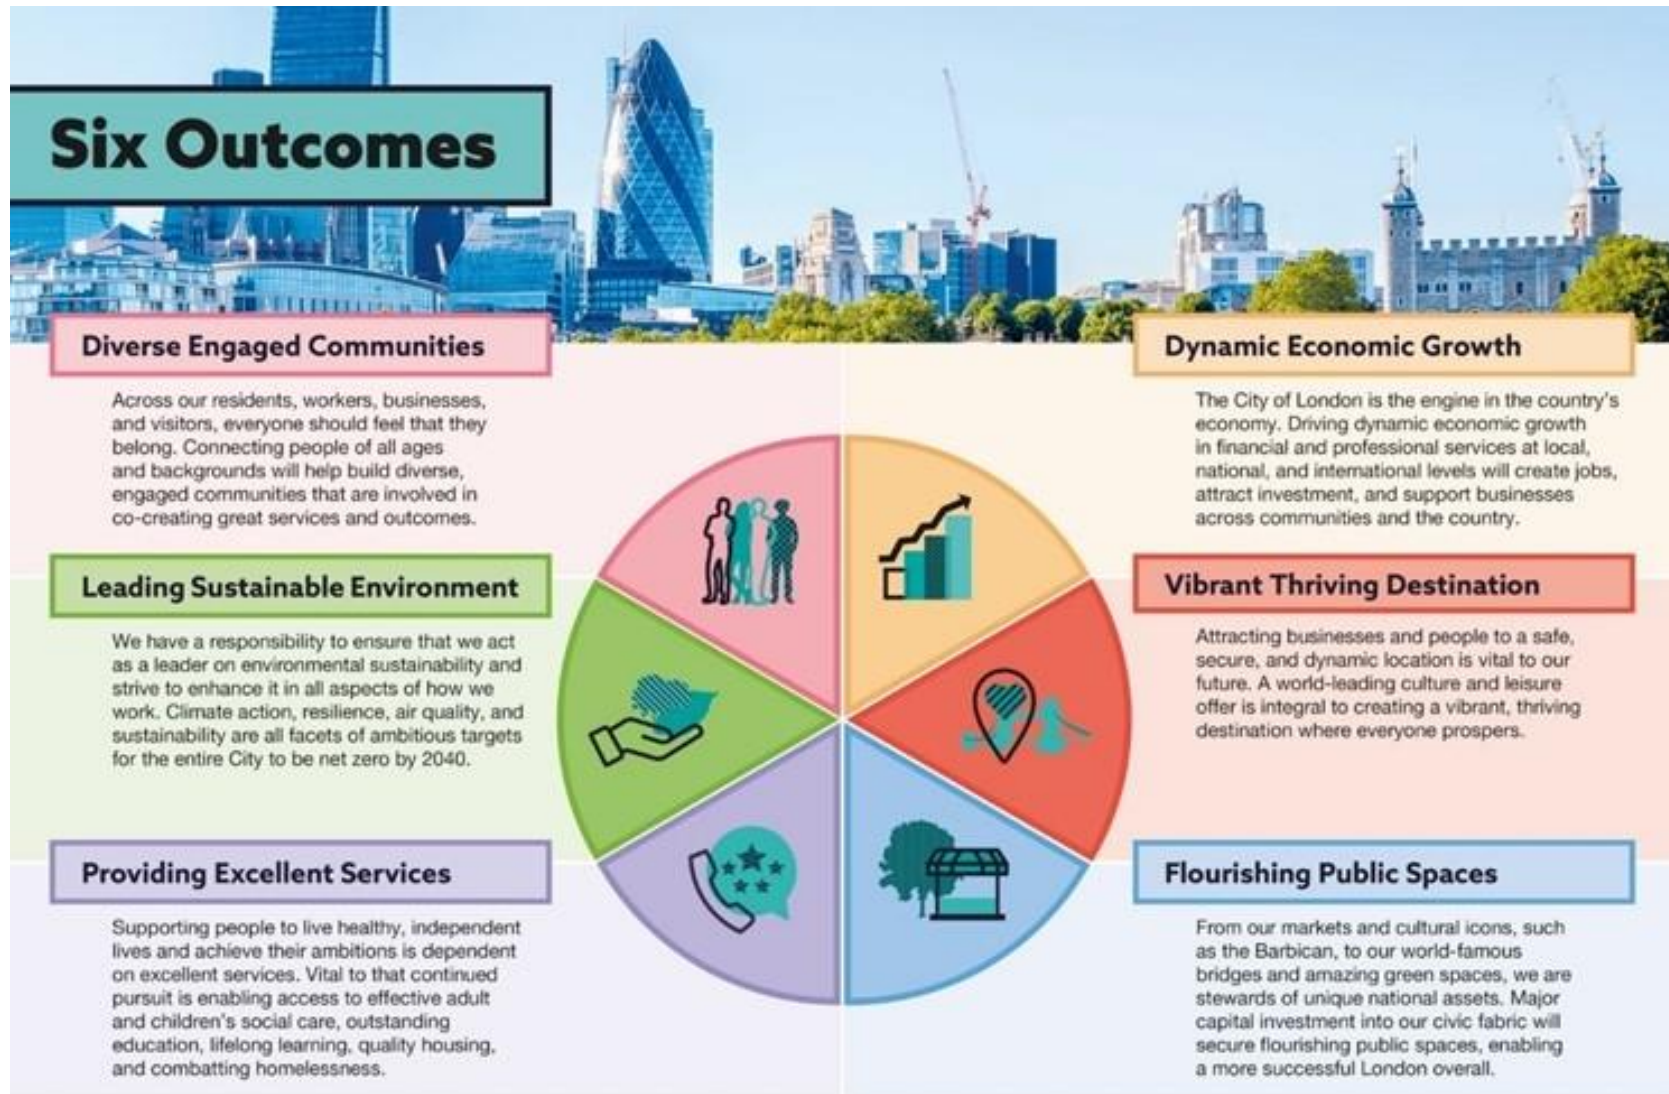 Six Outcomes
Diverse Engaged Communities
Across our residents, workers, businesses,
and visitors, everyone should feel that they
belong. Connecting people of all ages
and backgrounds will help build diverse,
engaged communities that are involved in
co-creating great services and outcomes.
Leading Sustainable Environment
We have a responsibility to ensure that we act
as a leader on environmental sustainability and
strive to enhance it in all aspects of how we
work. Climate action, resilience, air quality, and
sustainability are all facets of ambitious targets
for the entire City to be net zero by 2040.
Providing Excellent Services
Supporting people to live healthy, independent
lives and achieve their ambitions is dependent
on excellent services. Vital to that continued
pursuit is enabling access to effective adult
and children's social care, outstanding
education, lifelong learning, quality housing,
and combatting homelessness.
Dynamic Economic Growth
The City of London is the engine in the country's
economy. Driving dynamic economic growth
in financial and professional services at local,
national, and international levels will create jobs,
attract investment, and support businesses
across communities and the country.
Vibrant Thriving Destination
Attracting businesses and people to a safe,
secure, and dynamic location is vital to our
future. A world-leading culture and leisure
offer is integral to creating a vibrant, thriving
destination where everyone prospers.
Flourishing Public Spaces
From our markets and cultural icons, such
as the Barbican, to our world-famous
bridges and amazing green spaces, we are
stewards of unique national assets. Major
capital investment into our civic fabric will
secure flourishing public spaces, enabling
a more successful London overall.